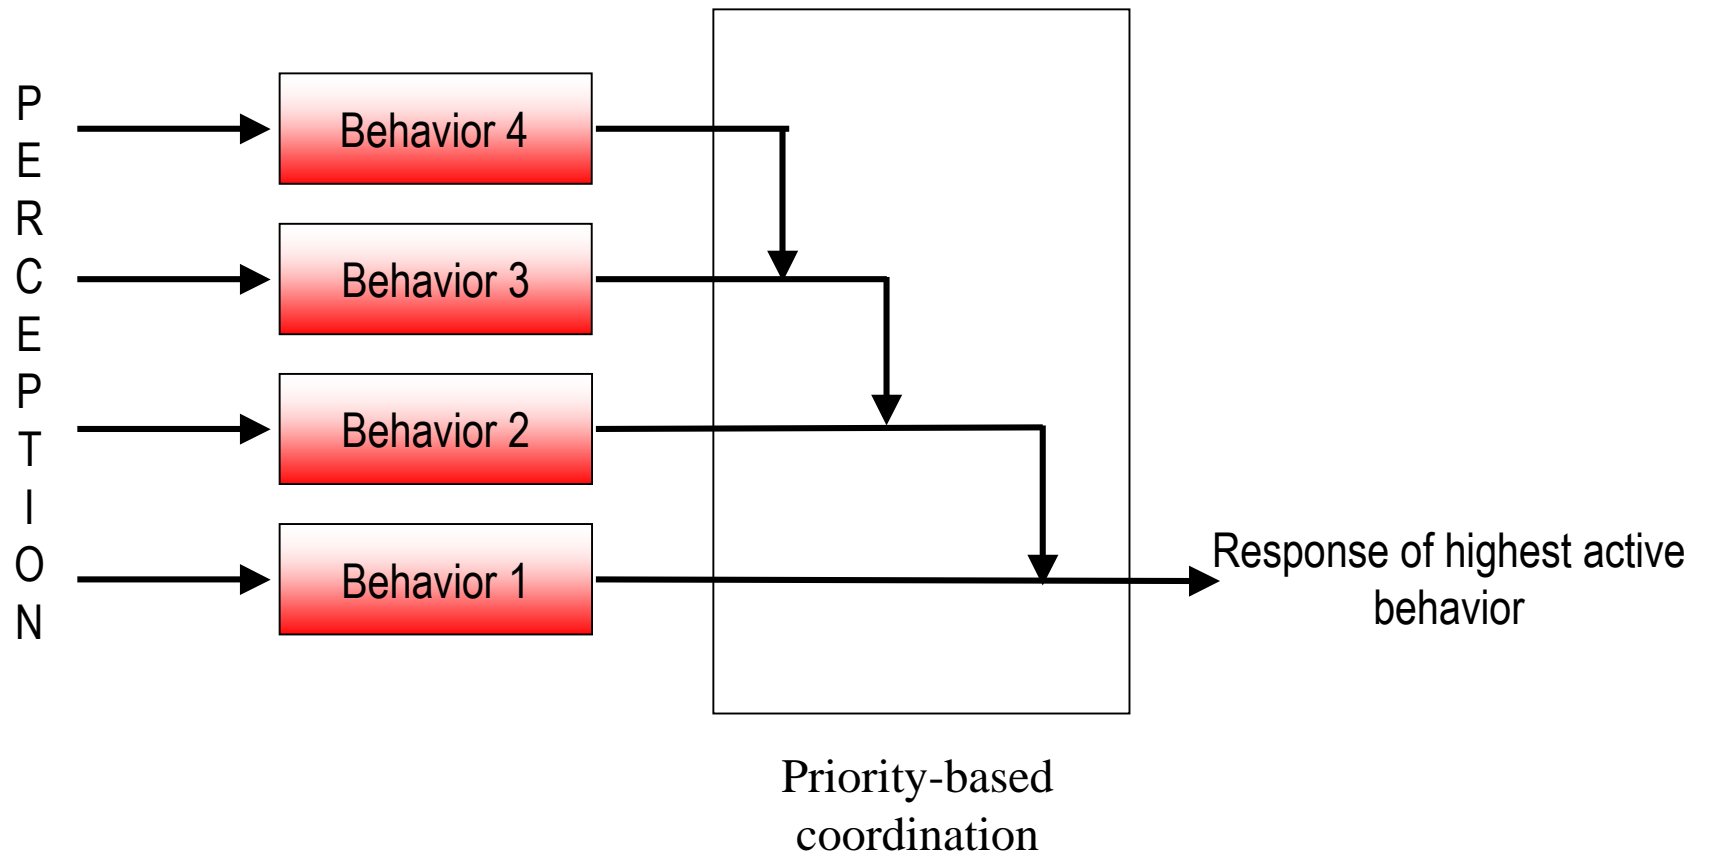 P
E
R
C
E
P
T
I
O
N
Behavior 4
Behavior 3
Behavior 2
Behavior 1
Response of highest active
behavior
Priority-based
coordination